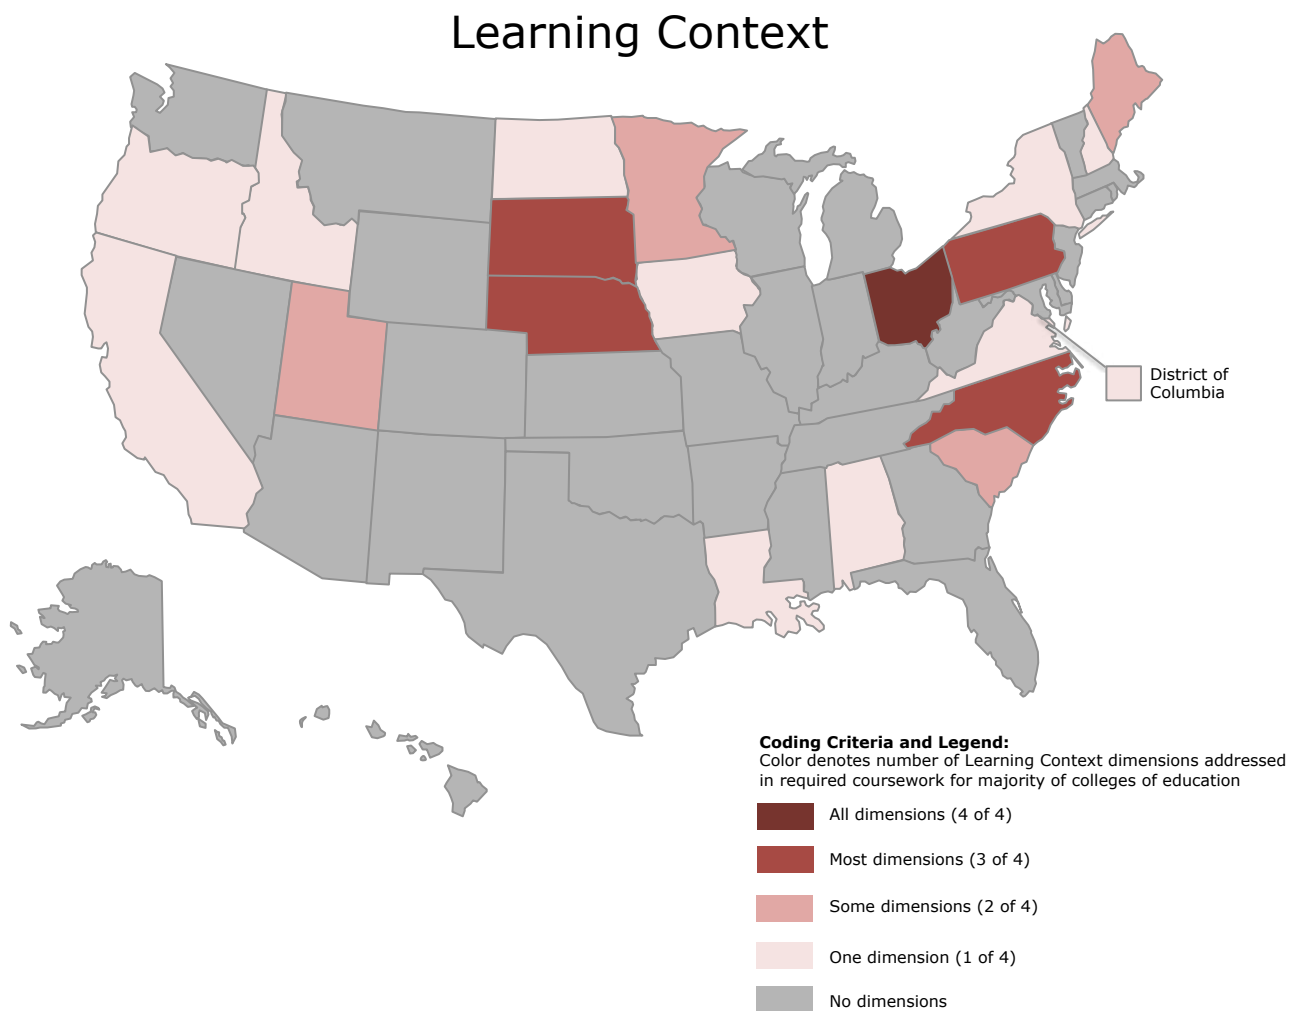 Learning Context
District of
Columbia
Coding Criteria and Legend:
Color denotes number of Learning Context dimensions addressed
in required coursework for majority of colleges of education
All dimensions (4 of 4)
Most dimensions (3 of 4)
Some dimensions (2 of 4)
One dimension (1 of 4)
No dimensions